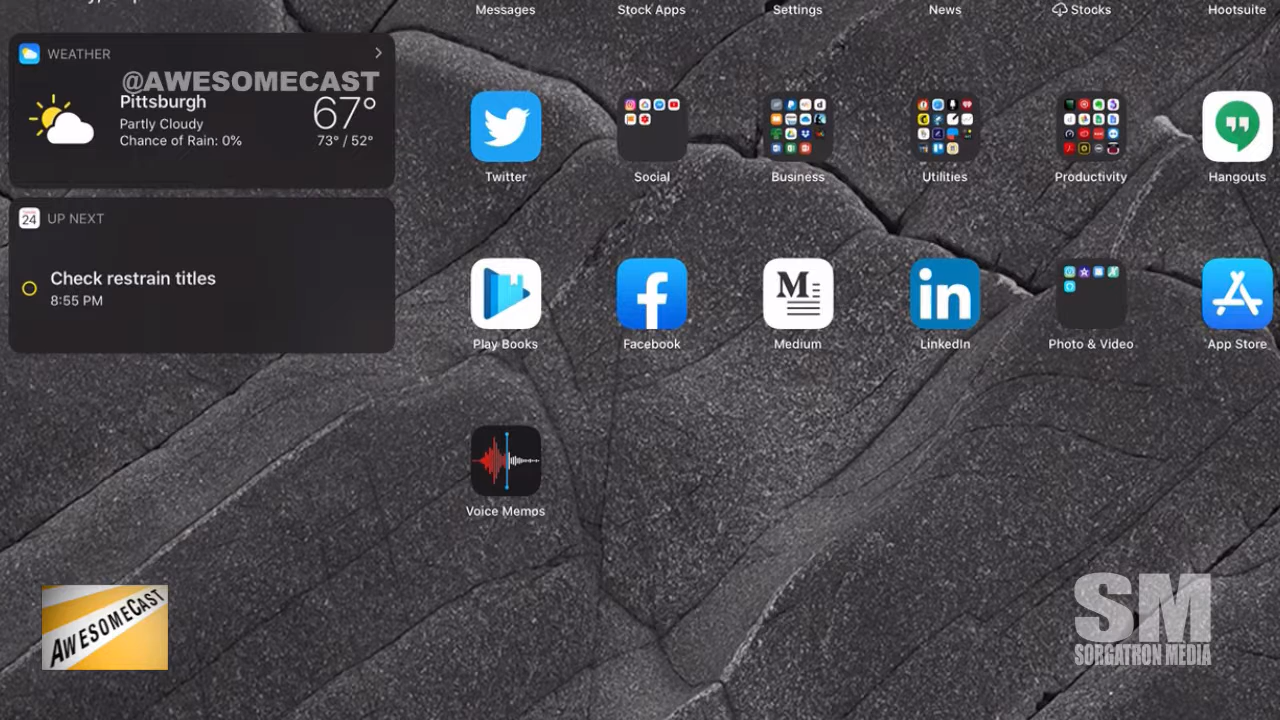 Messages
Stock Apps
Settings
News
Stocks
Hootsuite
WEATHER
@AWESOMECAST
Pittsburgh
67°
Partly Cloudy
Chance of Rain: 0%
73° / 52°
Twitter
Social
Business
Utilities
Productivity
Hangouts
24
UP NEXT
Check restrain titles
8:55 PM
M
in
Play Books
Facebook
Medium
LinkedIn
Photo & Video
App Store
Voice Memos
AWESOMECAST
SM
SORGATRON MEDIA